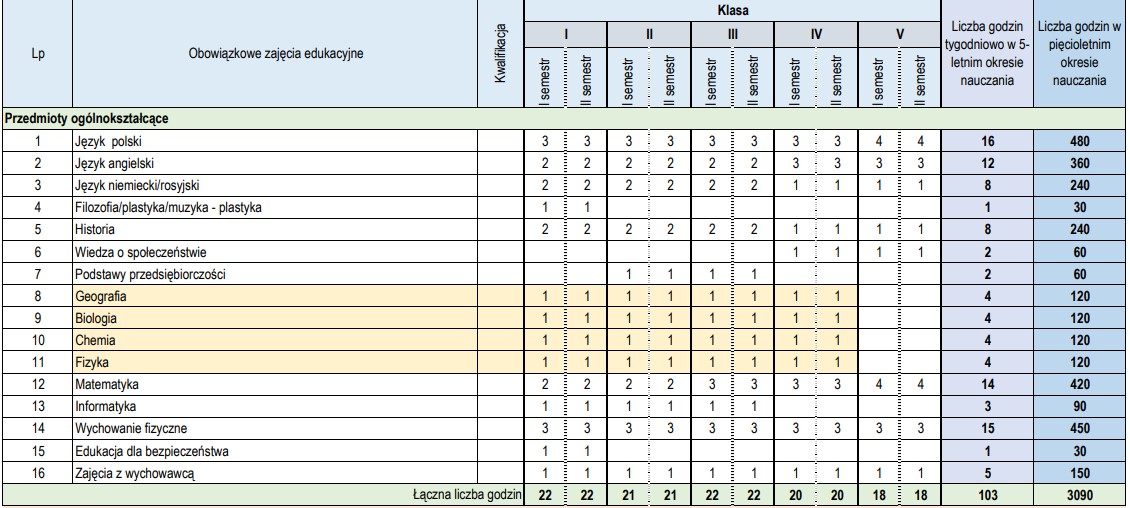 Lp Obowiązkowe zajęcia edukacyjne Kwalifikacja Klasa Liczba godzin tygodniowo w 5-letnim okresie nauczania Liczba godzin w pięcioletnim okresie nauczania
I II III IV V
I semestr II semestr I semestr II semestr I semestr II semestr I semestr II semestr I semestr II semestr
Przedmioty ogólnokształcące
1 Język polski 3 3 3 3 3 3 3 3 4 4 16 480
2 Język angielski 2 2 2 2 2 2 3 3 3 3 12 360
3 Język niemiecki/rosyjski 2 2 2 2 2 2 1 1 1 1 8 240
4 Filozofia/plastyka/muzyka - plastyka 1 1 1 30
5 Historia 2 2 2 2 2 2 1 1 1 1 8 240
6 Wiedza o społeczeństwie 1 1 1 1 2 60
7 Podstawy przedsiębiorczości 1 1 1 1 2 60
8 Geografia 1 1 1 1 1 1 1 1 4 120
9 Biologia 1 1 1 1 1 1 1 1 4 120
10 Chemia 1 1 1 1 1 1 1 1 4 120
11 Fizyka 1 1 1 1 1 1 1 1 4 120
12 Matematyka 2 2 2 2 3 3 3 3 4 4 14 420
13 Informatyka 1 1 1 1 1 1 3 90
14 Wychowanie fizyczne 3 3 3 3 3 3 3 3 3 3 15 450
15 Edukacja dla bezpieczeństwa 1 1 1 30
16 Zajęcia z wychowawcą 1 1 1 1 1 1 1 1 1 1 5 150
Łączna liczba godzin 22 22 21 21 22 22 20 20 18 18 103 3090